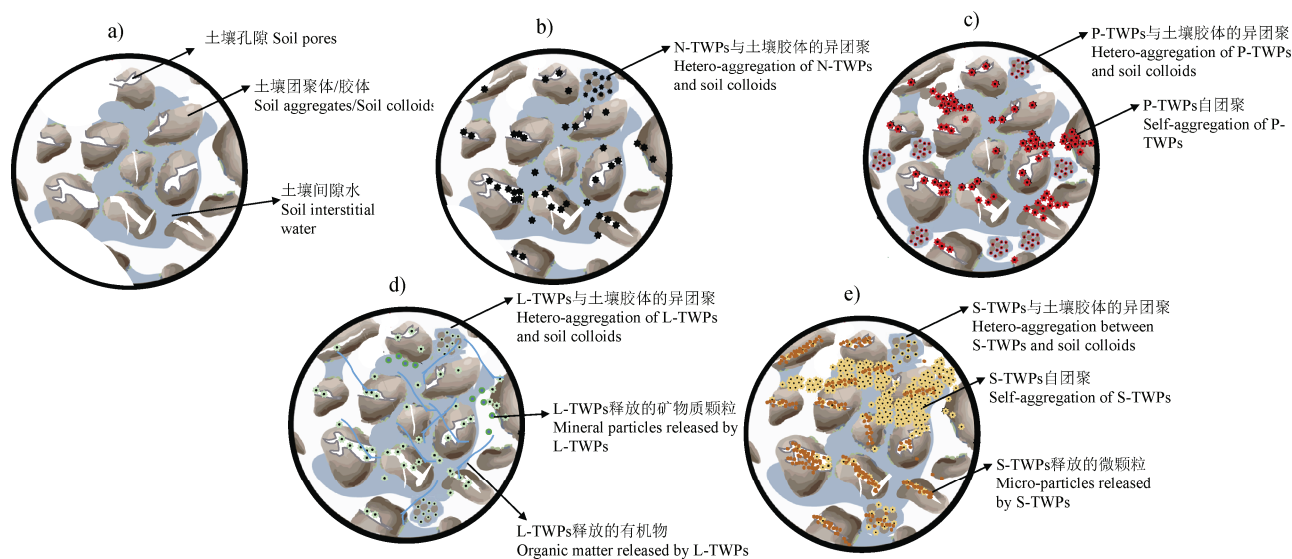 a)
土壤孔隙 Soil pores
土壤团聚体/胶体
Soil aggregates/Soil colloids
土壤间隙水
Soil interstitial
water
b)
N-TWPs与土壤胶体的异团聚
Hetero-aggregation of N-TWPs
and soil colloids
c)
P-TWPs与土壤胶体的异团聚
Hetero-aggregation of P-TWPs
and soil colloids
P-TWPs自团聚
Self-aggregation of P-
TWPs
d)
L-TWPs与土壤胶体的异团聚
Hetero-aggregation of L-TWPs
and soil colloids
L-TWPs释放的矿物质颗粒
Mineral particles released by
L-TWPs
L-TWPs释放的有机物
Organic matter released by L-TWPs
e)
S-TWPs与土壤胶体的异团聚
Hetero-aggregation between
S-TWPs and soil colloids
S-TWPs自团聚
Self-aggregation of S-TWPs
S-TWPs释放的微颗粒
Micro-particles released
by S-TWPs